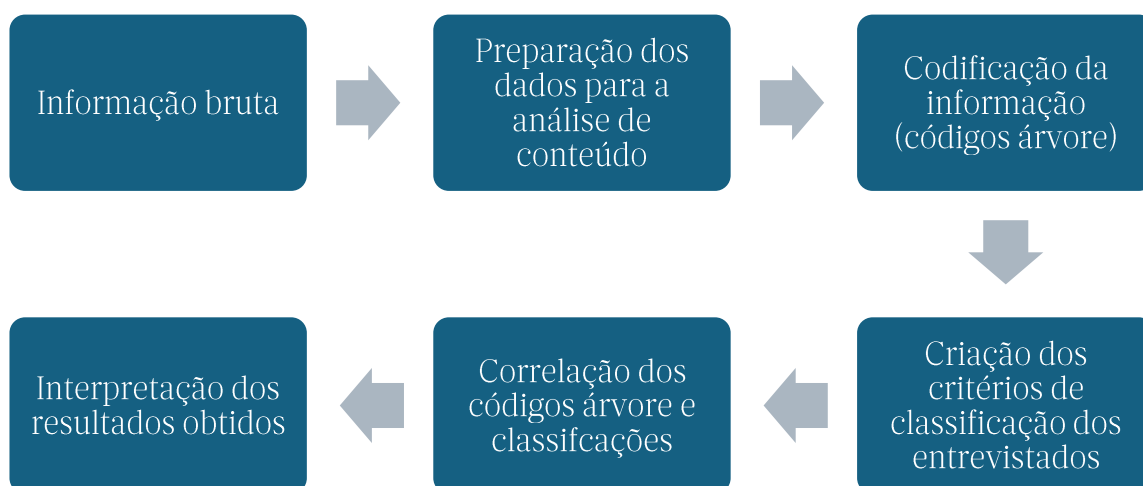 Informação bruta
Preparação dos
dados para a
análise de
conteúdo
Codificação da
informação
(códigos árvore)
Criação dos
critérios de
classificação dos
entrevistados
Correlação dos
códigos árvore e
classifcações
Interpretação dos
resultados obtidos